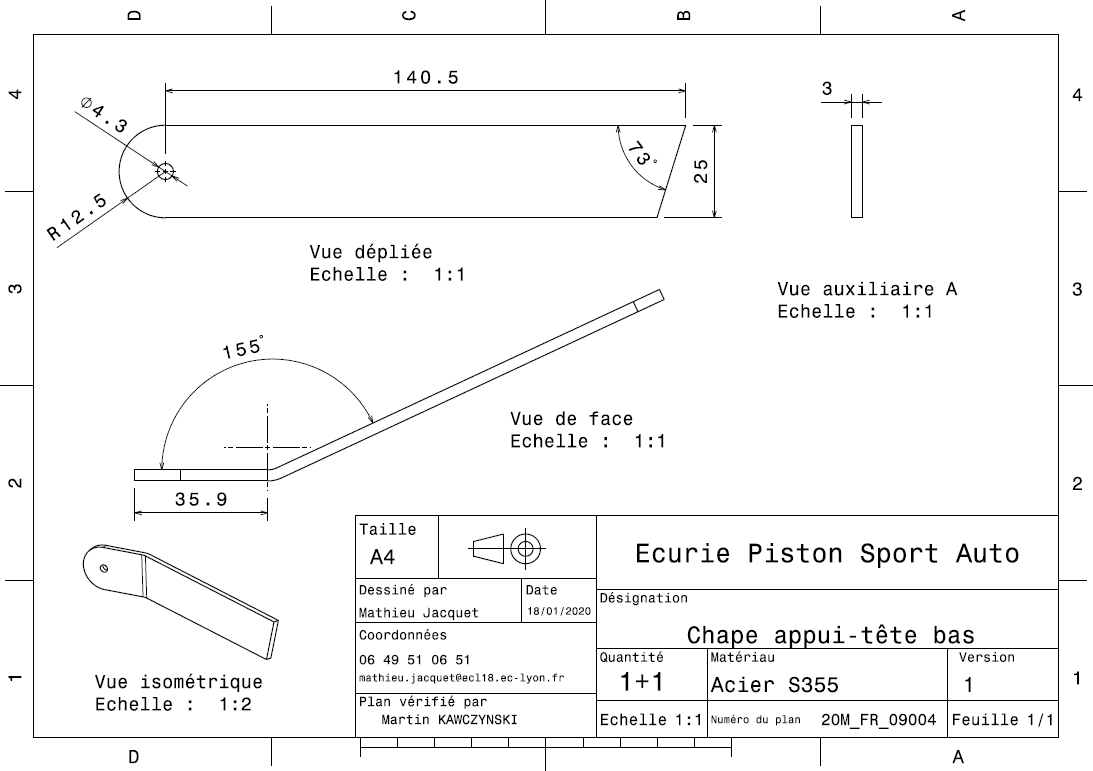 D C B A
4 4
140.5
3
Ø4.3
73°
25
R12.5
Vue dépliée
Echelle : 1:1
Vue auxiliaire A
Echelle : 1:1
3 3
155°
Vue de face
Echelle : 1:1
2 2
35.9
Vue isométrique
Echelle : 1:2
1 1
Taille
A4
Ecurie Piston Sport Auto
Dessiné par
Mathieu Jacquet
Date
18/01/2020
Désignation
Chape appui-tête bas
Coordonnées
06 49 51 06 51
mathieu.jacquet@ecl18.ec-lyon.fr
Quantité
1+1
Matériau
Acier S355
Version
1
Plan vérifié par
Martin KAWCZYNSKI
Echelle 1:1
Numéro du plan 20M_FR_09004
Feuille 1/1
D A